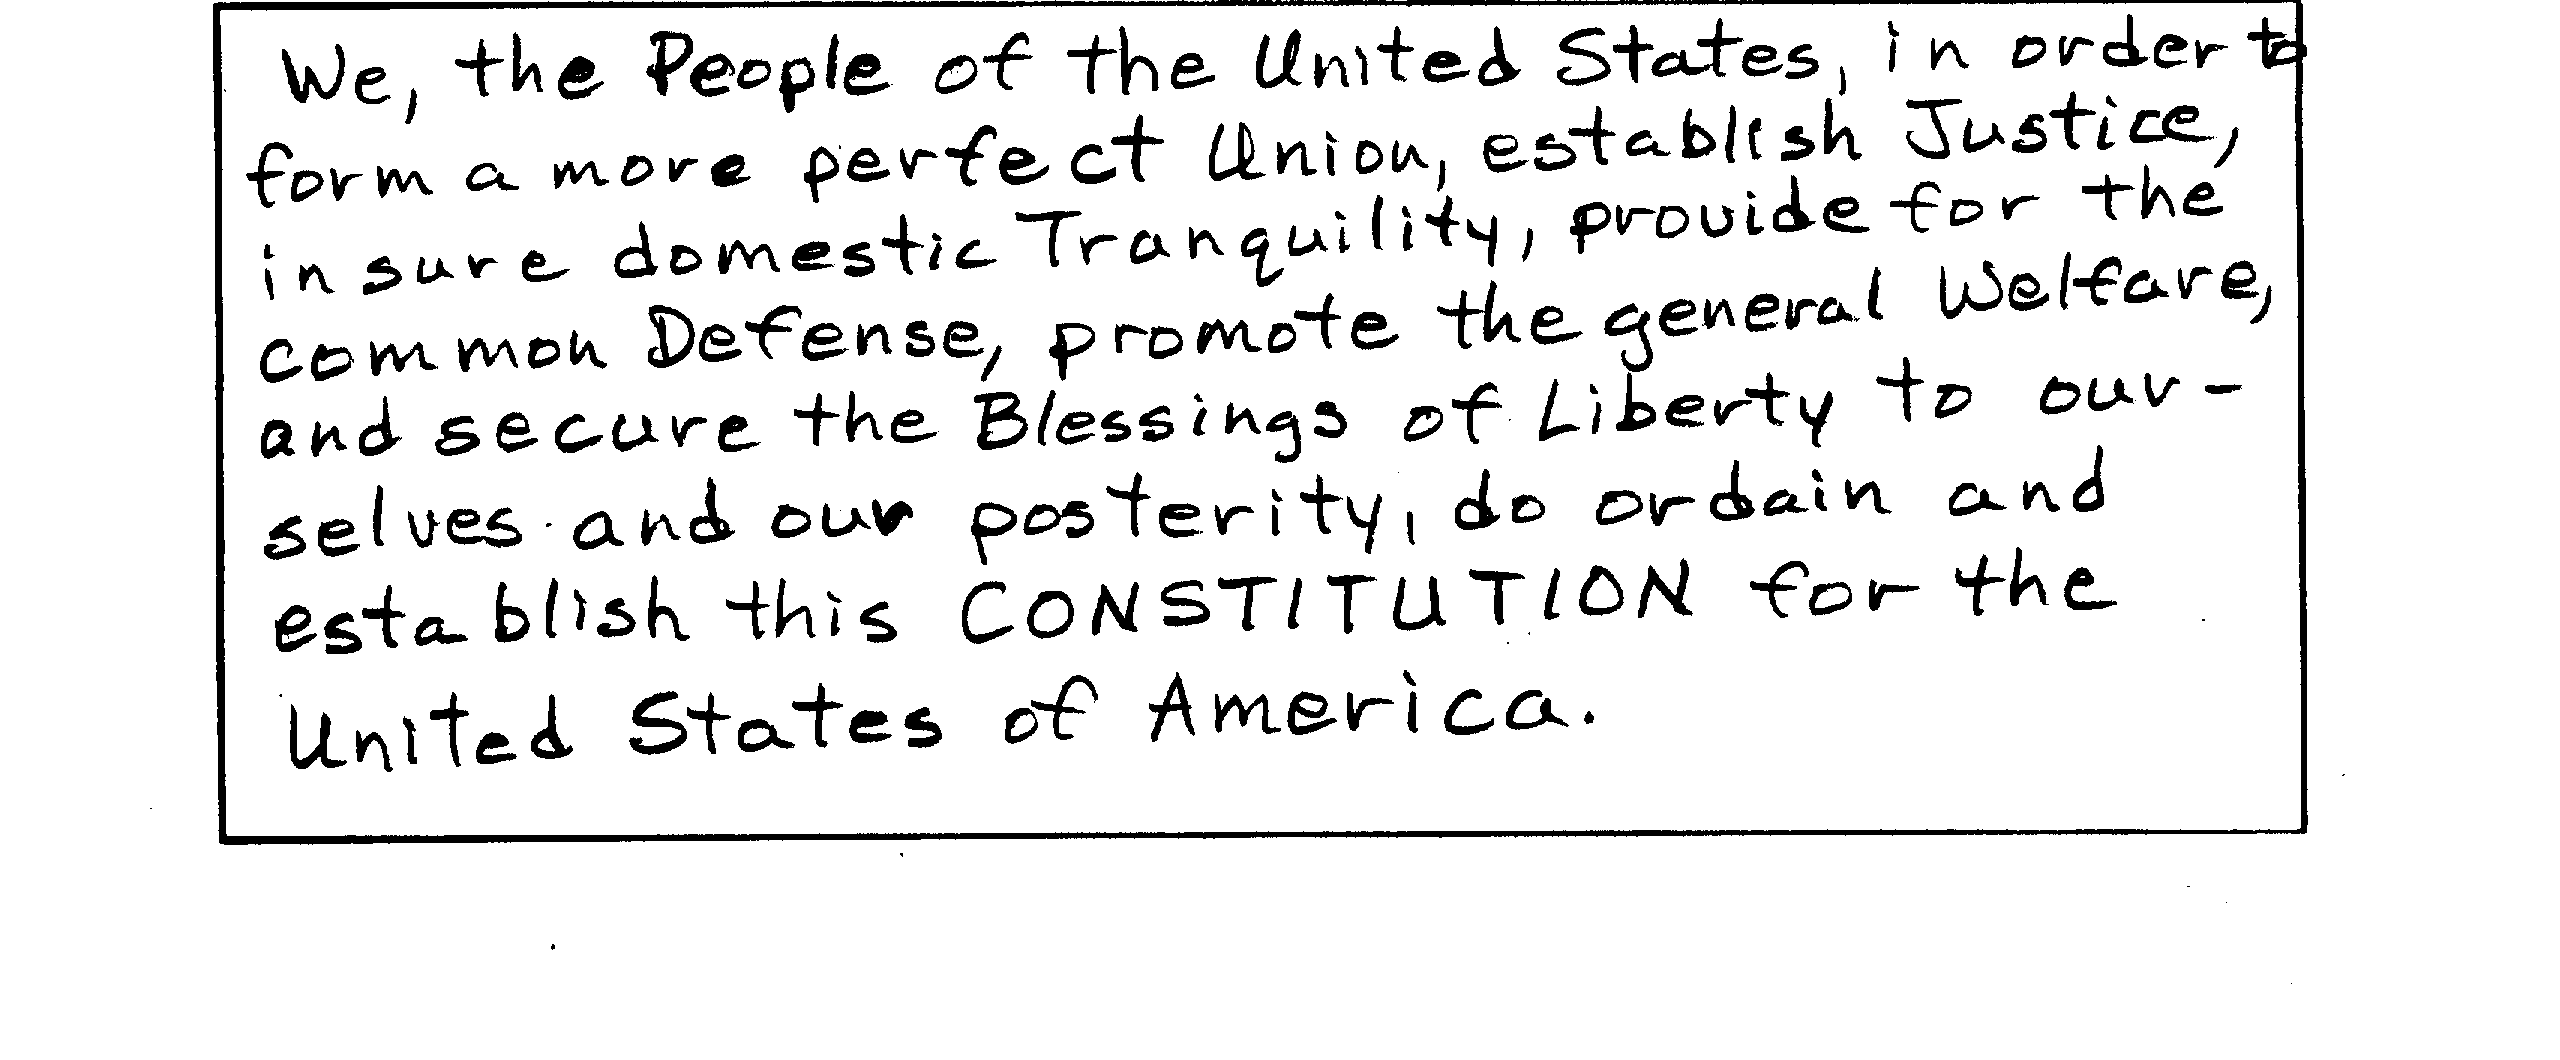 We, the People of the United States, in order to
form a more perfect Union, establish Justice,
insure domestic Tranquility, provide for the
common Defense, promote the general Welfare,
and secure the Blessings of Liberty to our-
selves and our posterity, do ordain and
establish this CONSTITUTION for the
United States of America.